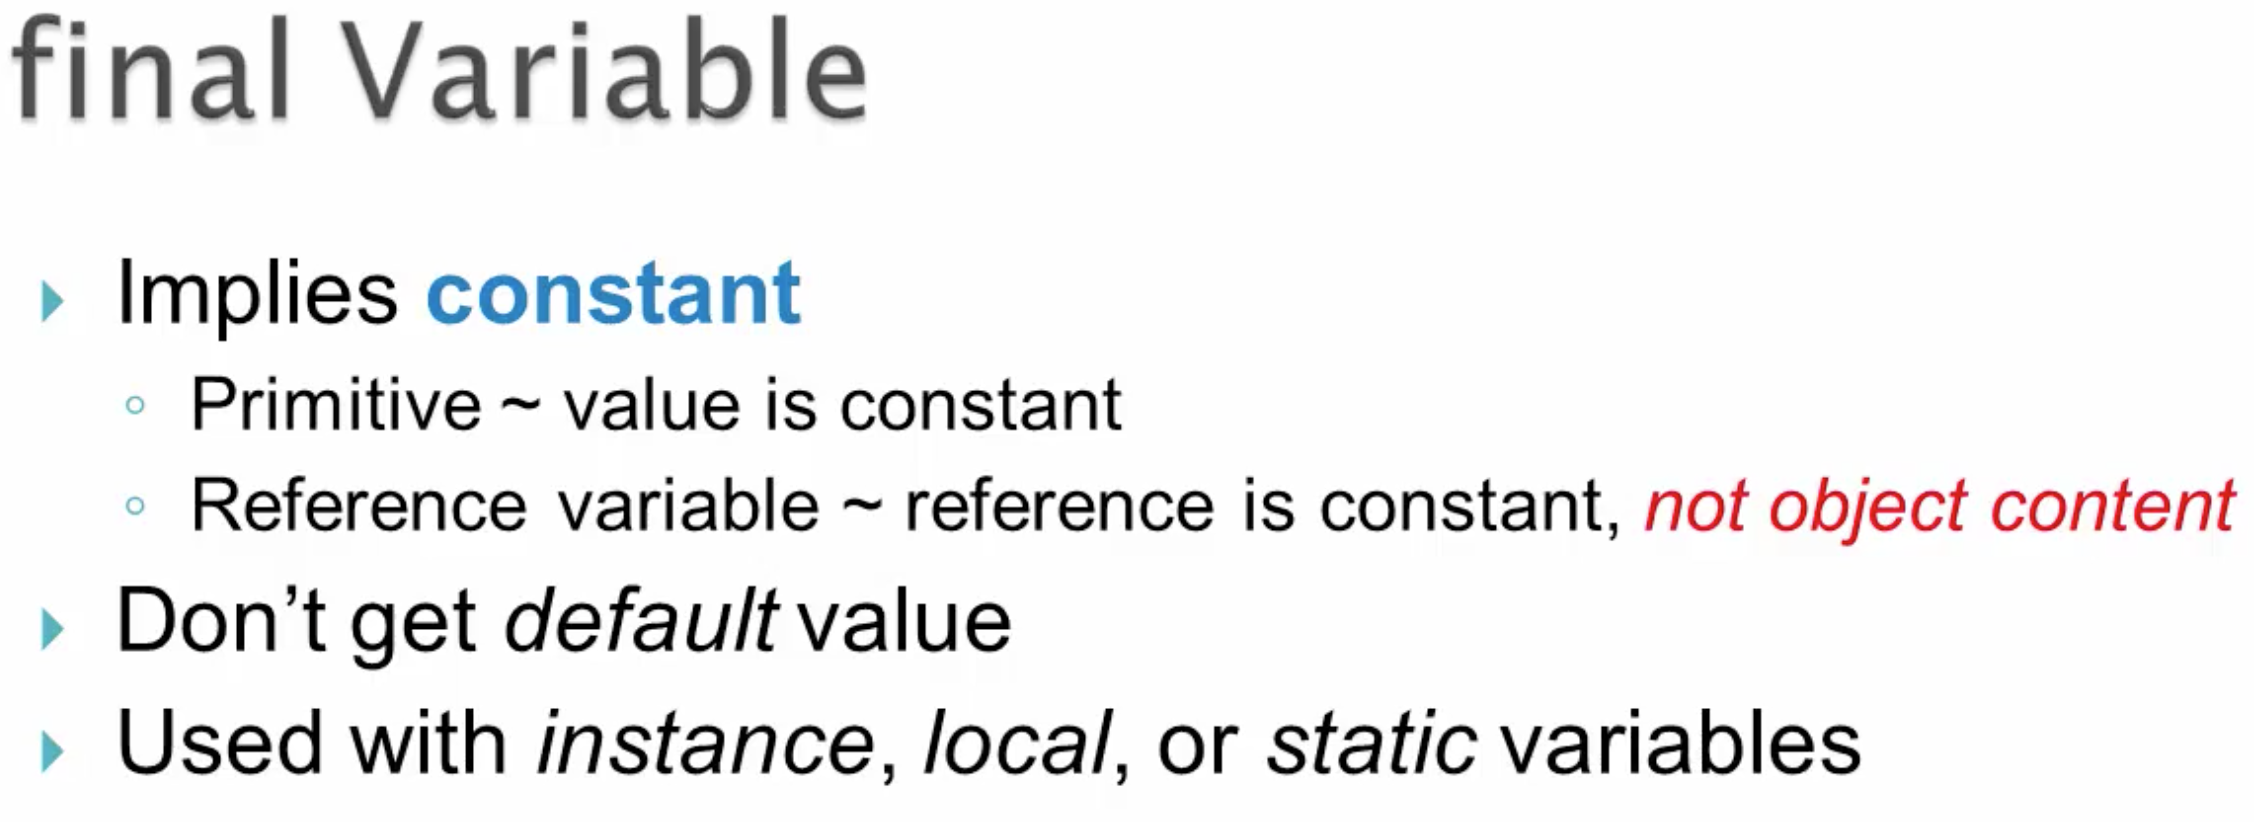 final Variable
Implies constant
Primitive ~ value is constant
Reference variable ~ reference is constant, not object content
Don’t get default value
Used with instance, local, or static variables